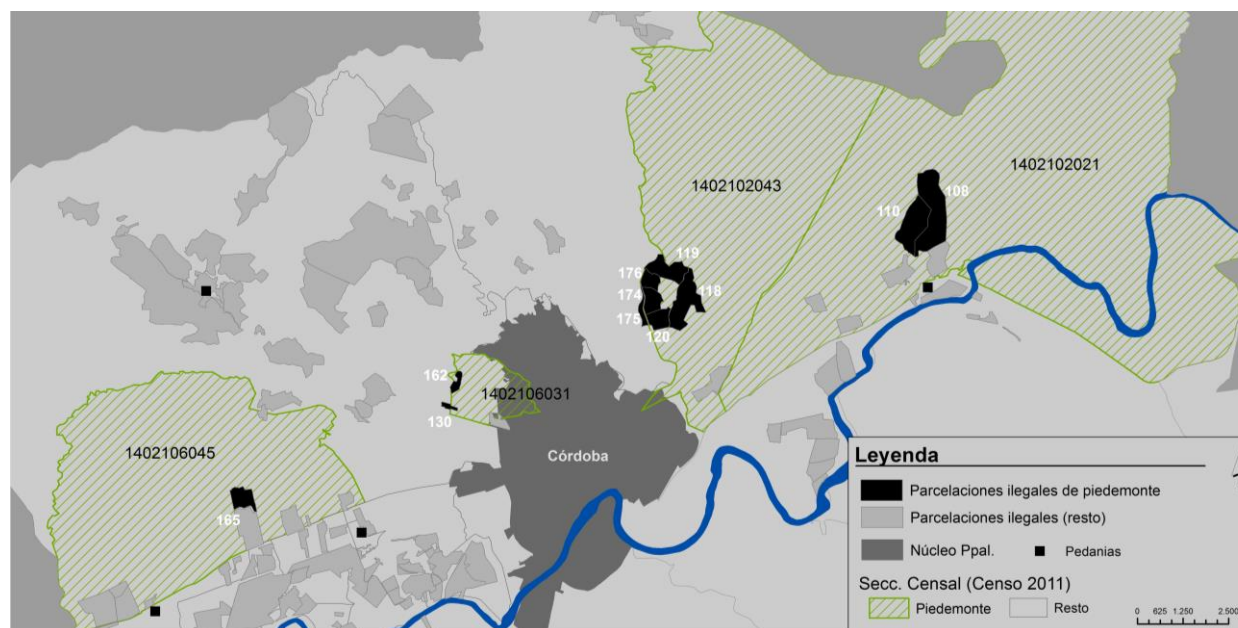 1402102021
1402102043
108
110
119
176
174
118
175
120
162
1402106031
130
1402106045
Córdoba
165
Leyenda
Parcelaciones ilegales de piedemonte
Parcelaciones ilegales (resto)
Núcleo Ppal.
Pedanias
Secc. Censal (Censo 2011)
Piedemonte
Resto
0 625 1.250 2.500